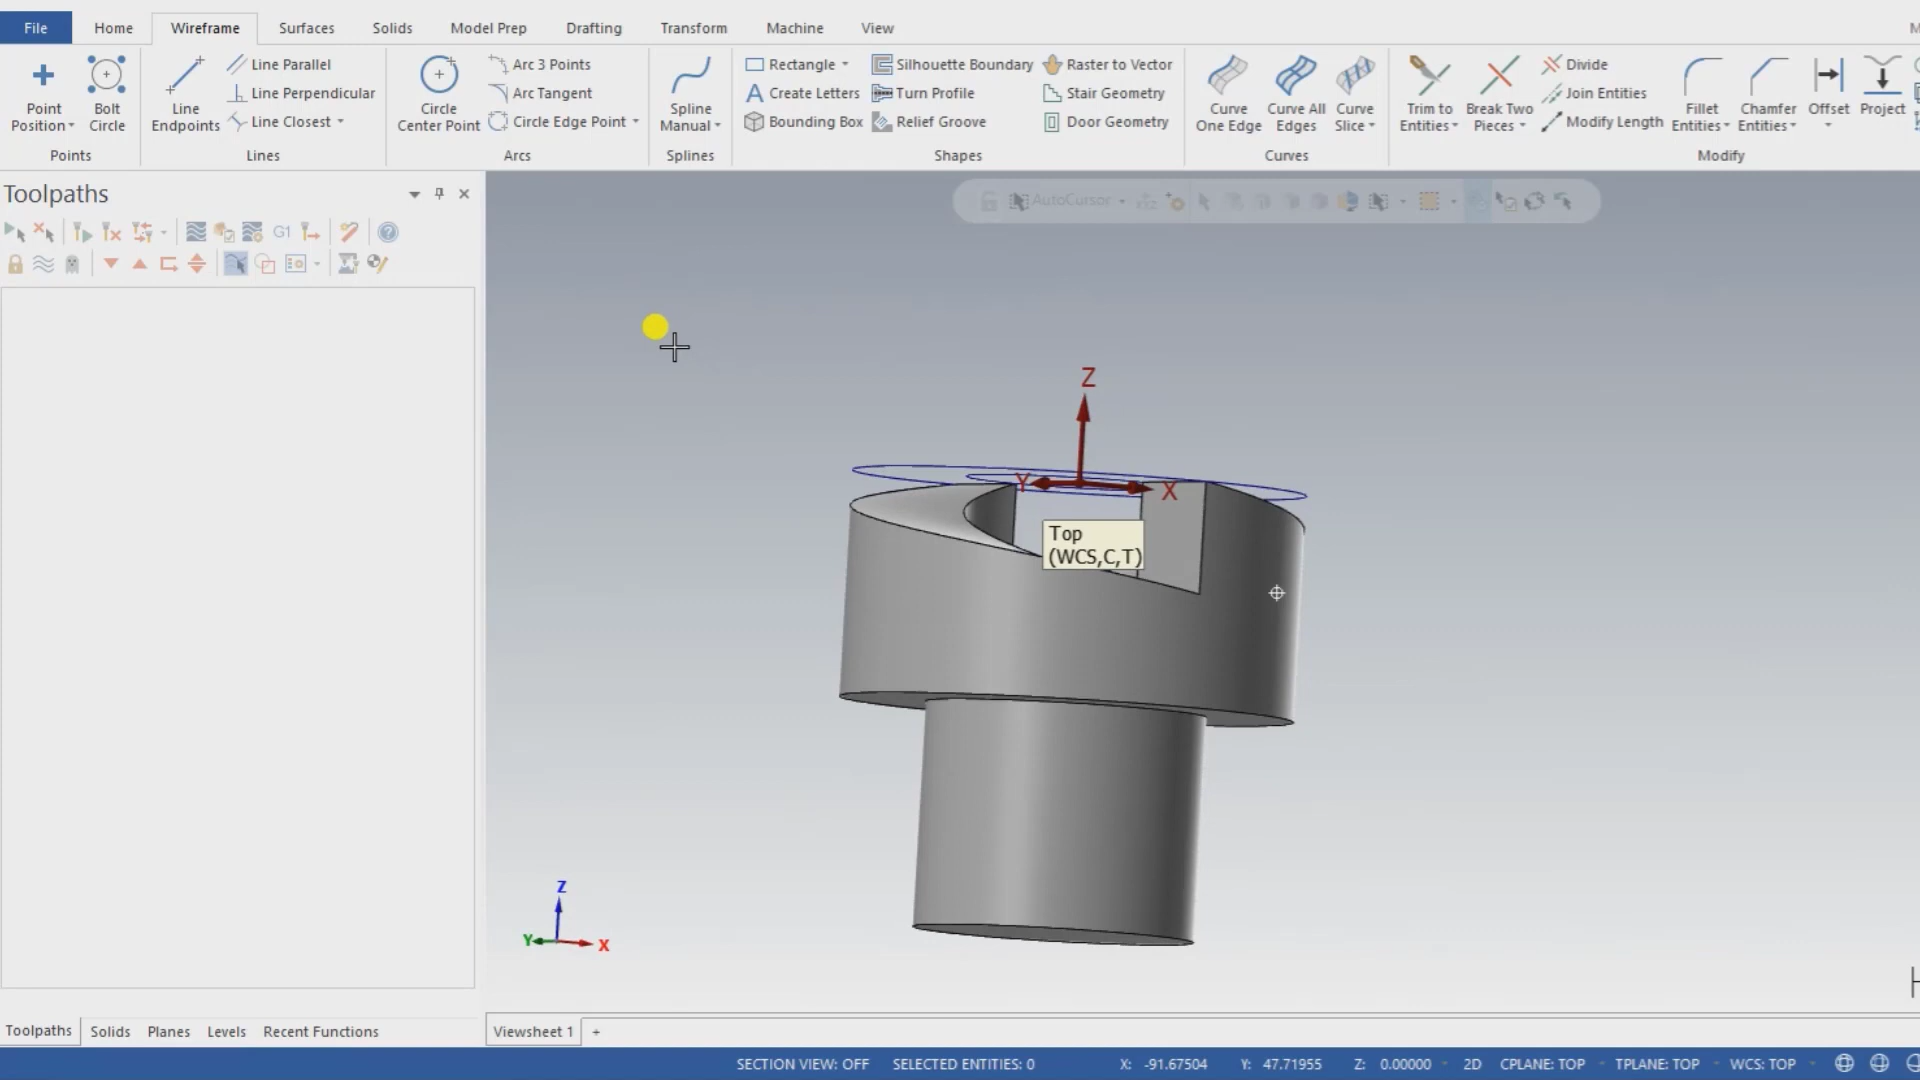 File Home Wireframe Surfaces Solids Model Prep Drafting Transform Machine View
Point Position
Bolt Circle
Points
Line Endpoints
Line Parallel
Line Perpendicular
Line Closest
Lines
Circle Center Point
Arc 3 Points
Arc Tangent
Circle Edge Point
Arcs
Spline Manual
Splines
Rectangle
Create Letters
Bounding Box
Silhouette Boundary
Turn Profile
Relief Groove
Raster to Vector
Stair Geometry
Door Geometry
Shapes
Curve One Edge
Curve All Edges
Curve Slice
Curves
Trim to Entities
Break Two Pieces
Divide
Join Entities
Modify Length
Fillet Entities
Chamfer Entities
Offset
Project
Modify
Toolpaths
G1
AutoCursor
Z
Y
X
Top
(WCS,C,T)
Z
Y
X
Toolpaths Solids Planes Levels Recent Functions
Viewsheet 1 +
SECTION VIEW: OFF SELECTED ENTITIES: 0 X: -91.67504 Y: 47.71955 Z: 0.00000 2D CPLANE: TOP TPLANE: TOP WCS: TOP